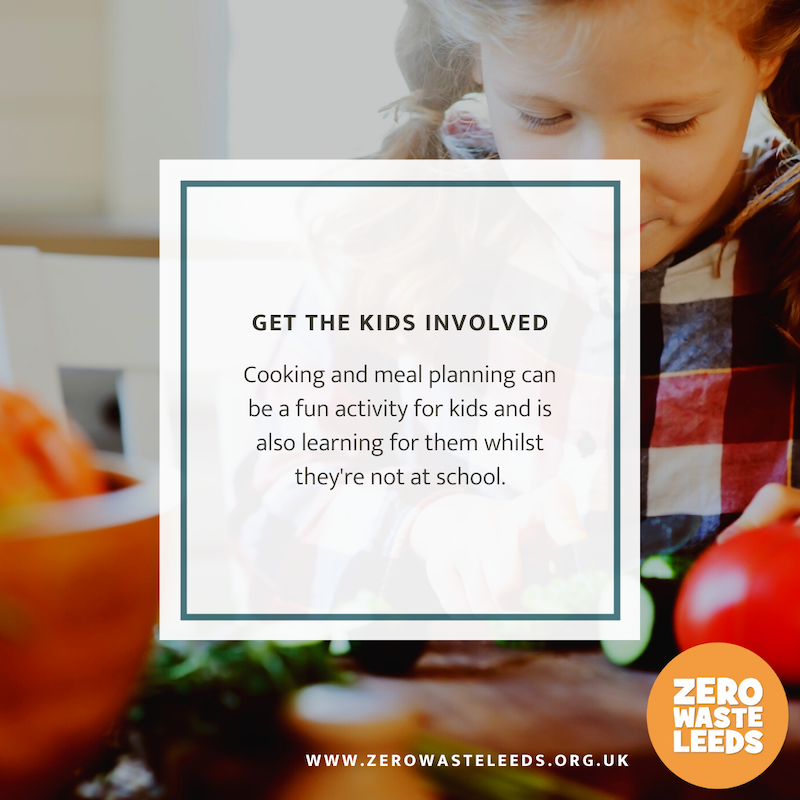 GET THE KIDS INVOLVED
Cooking and meal planning can
be a fun activity for kids and is
also learning for them whilst
they're not at school.
ZERO
WASTE
LEEDS
WWW.ZEROWASTELEEDS.ORG.UK